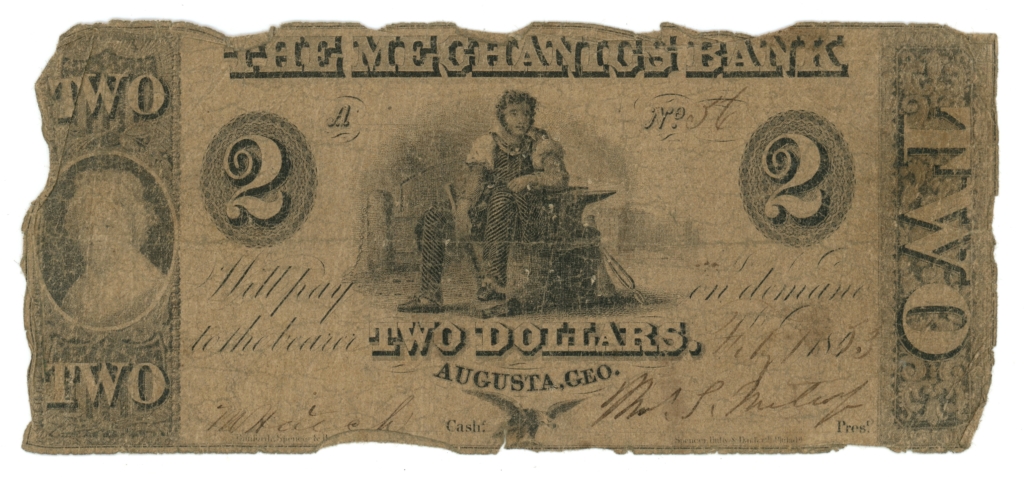 THE MECHANICS BANK
TWO
TWO
2
A
No 56
2
Will pay
on demand
to the bearer TWO DOLLARS.
AUGUSTA, GEO.
TWO
Cash!
Pres!